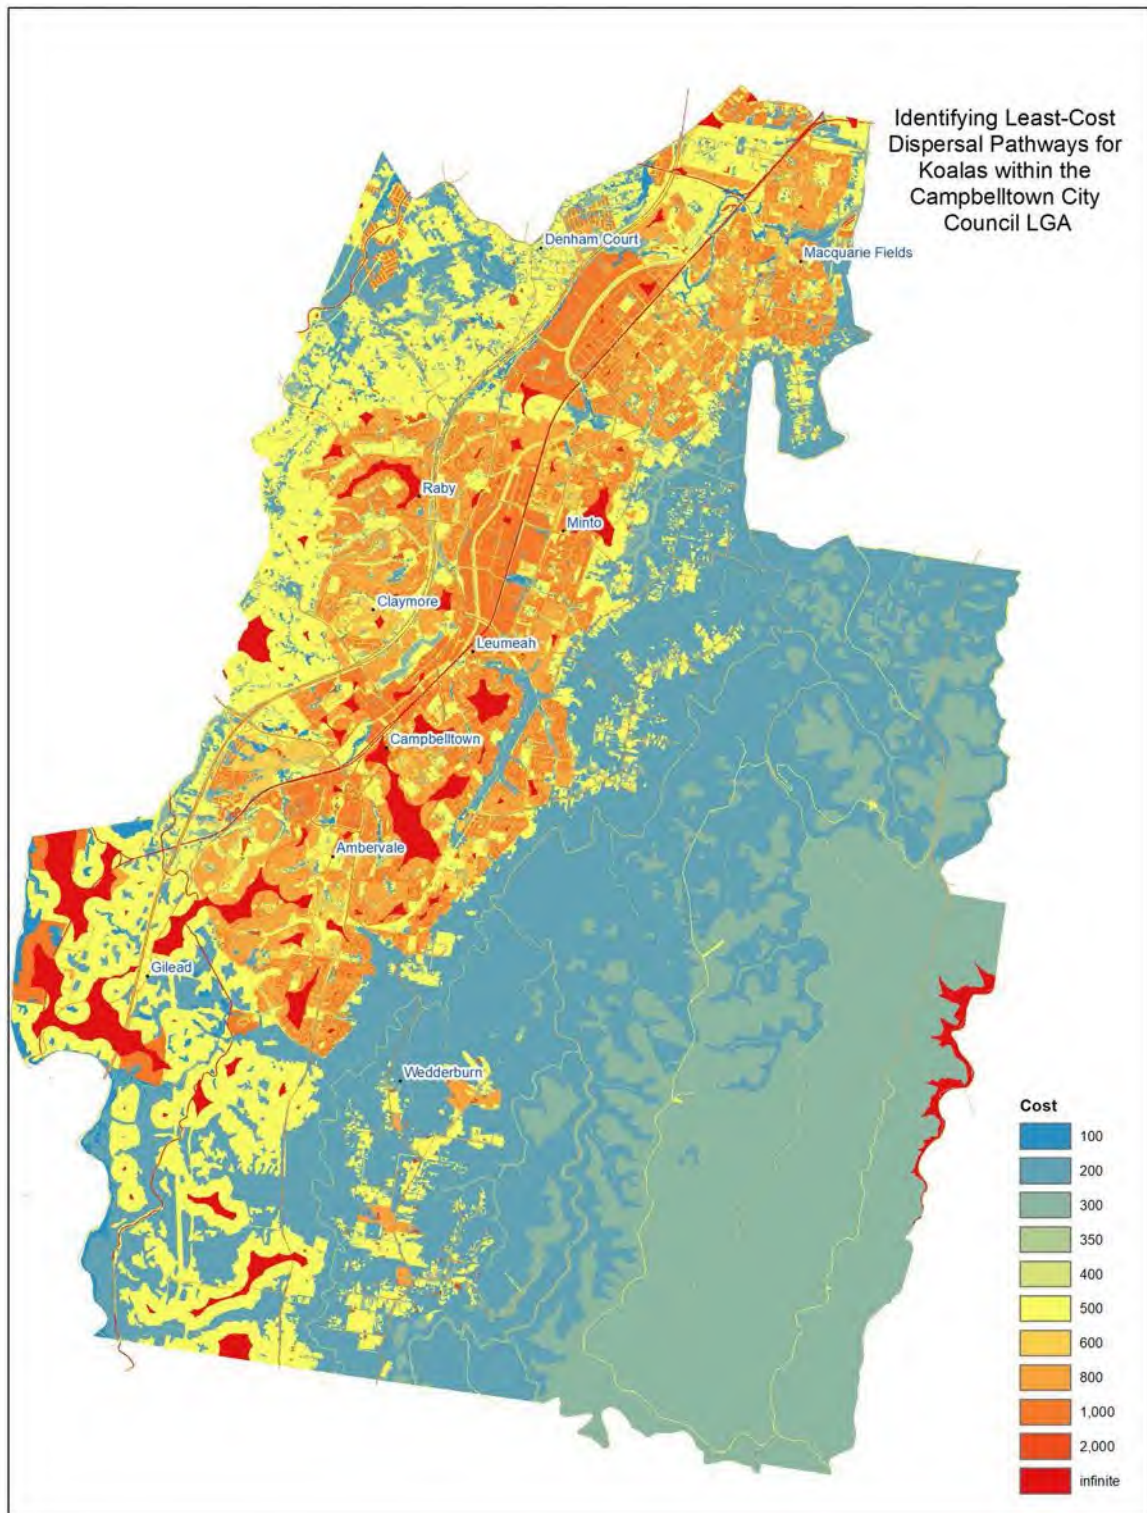 Identifying Least-Cost
Dispersal Pathways for
Koalas within the
Campbelltown City
Council LGA
Denham Court
Macquarie Fields
Raby
Minto
Claymore
Leumeah
Campbelltown
Ambervale
Gilead
Wedderburn
Cost
100
200
300
350
400
500
600
800
1,000
2,000
infinite